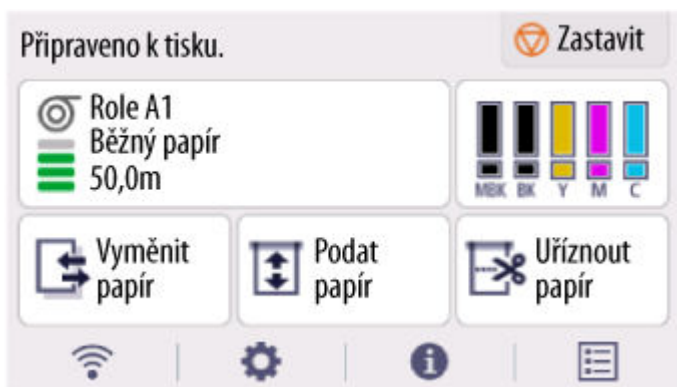 Připraveno k tisku.
Zastavit
Role A1
Běžný papír
50,0m
MBK BK Y M C
Vyměnit
papír
Podat
papír
Uříznout
papír